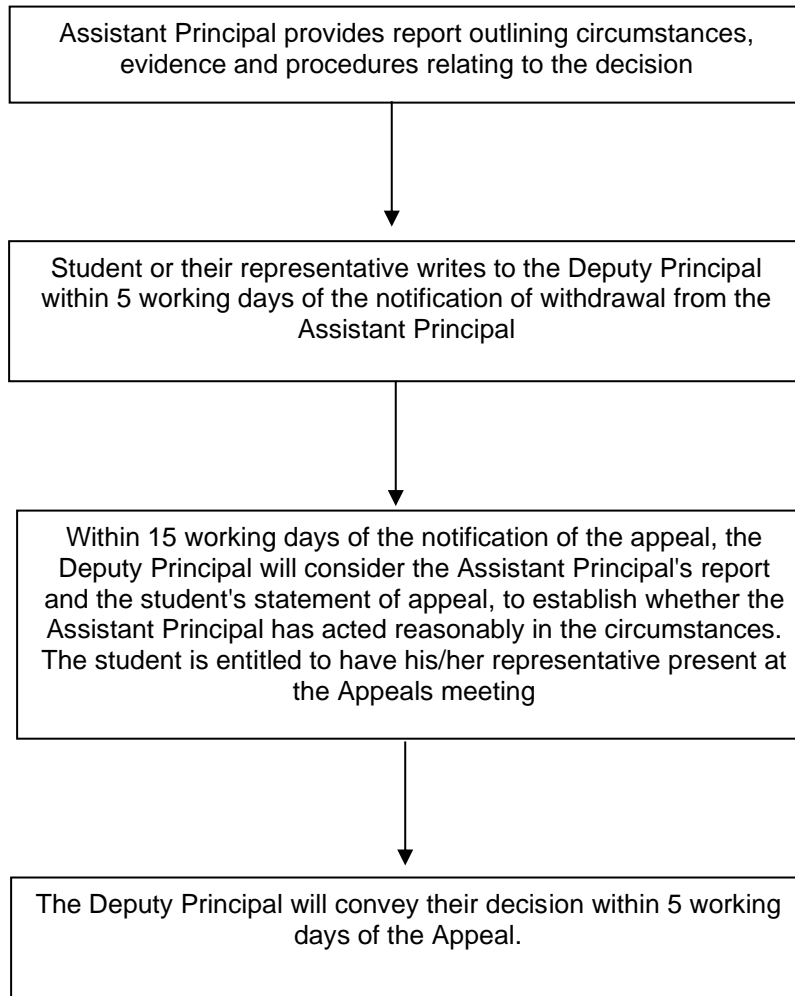 Assistant Principal provides report outlining circumstances,
evidence and procedures relating to the decision
Student or their representative writes to the Deputy Principal
within 5 working days of the notification of withdrawal from the
Assistant Principal
Within 15 working days of the notification of the appeal, the
Deputy Principal will consider the Assistant Principal's report
and the student's statement of appeal, to establish whether the
Assistant Principal has acted reasonably in the circumstances.
The student is entitled to have his/her representative present at
the Appeals meeting
The Deputy Principal will convey their decision within 5 working
days of the Appeal.